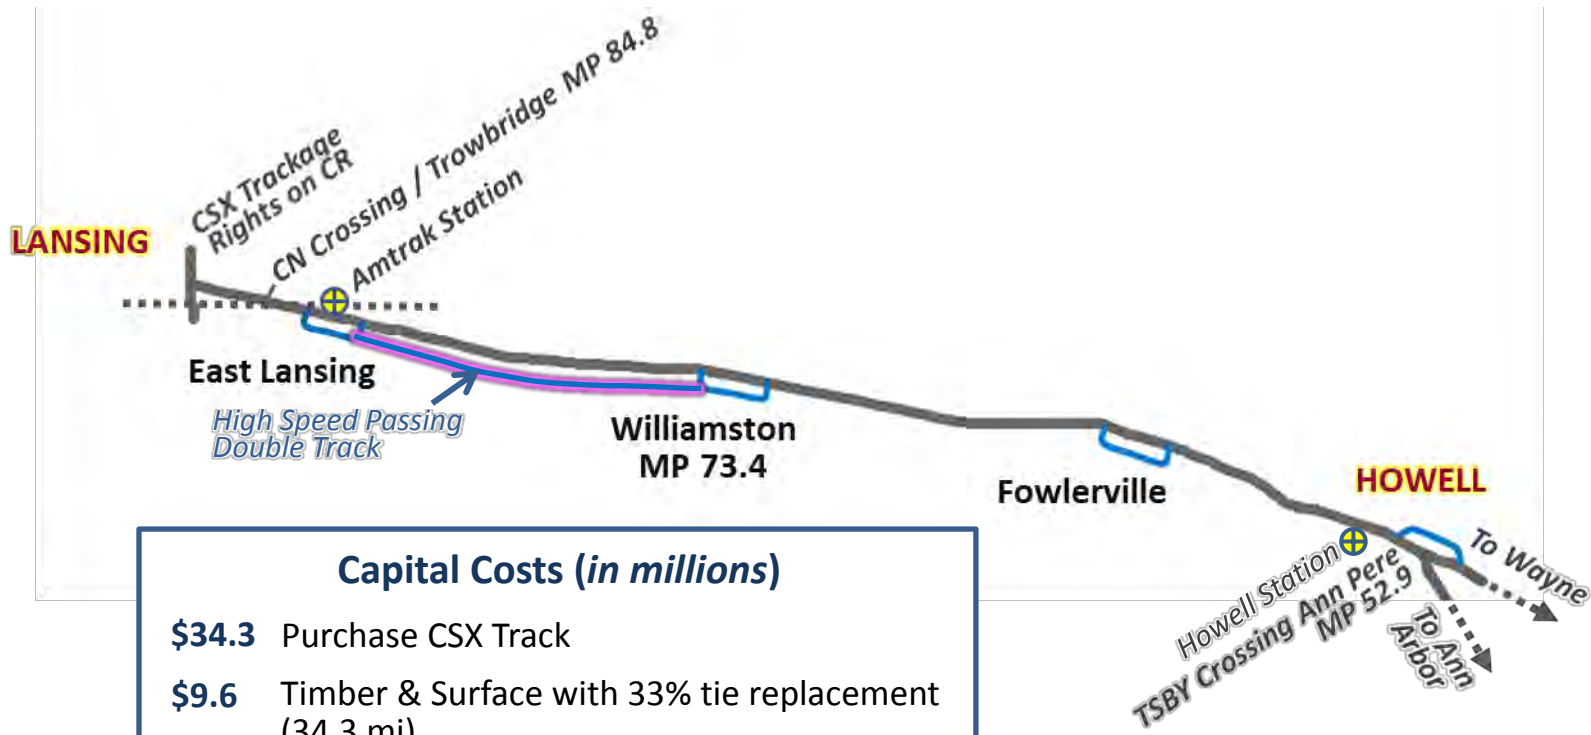 CSX Trackage
Rights on CR
CN Crossing / Trowbridge MP 84.8
Amtrak Station
LANSING
East Lansing
High Speed Passing
Double Track
Williamston
MP 73.4
Fowlerville
HOWELL
Howell Station
TSBY Crossing Ann Pere
MP 52.9
To Wayne
To Ann
Arbor
Capital Costs (in millions)
$34.3 Purchase CSX Track
$9.6 Timber & Surface with 33% tie replacement
(34.3 mi)